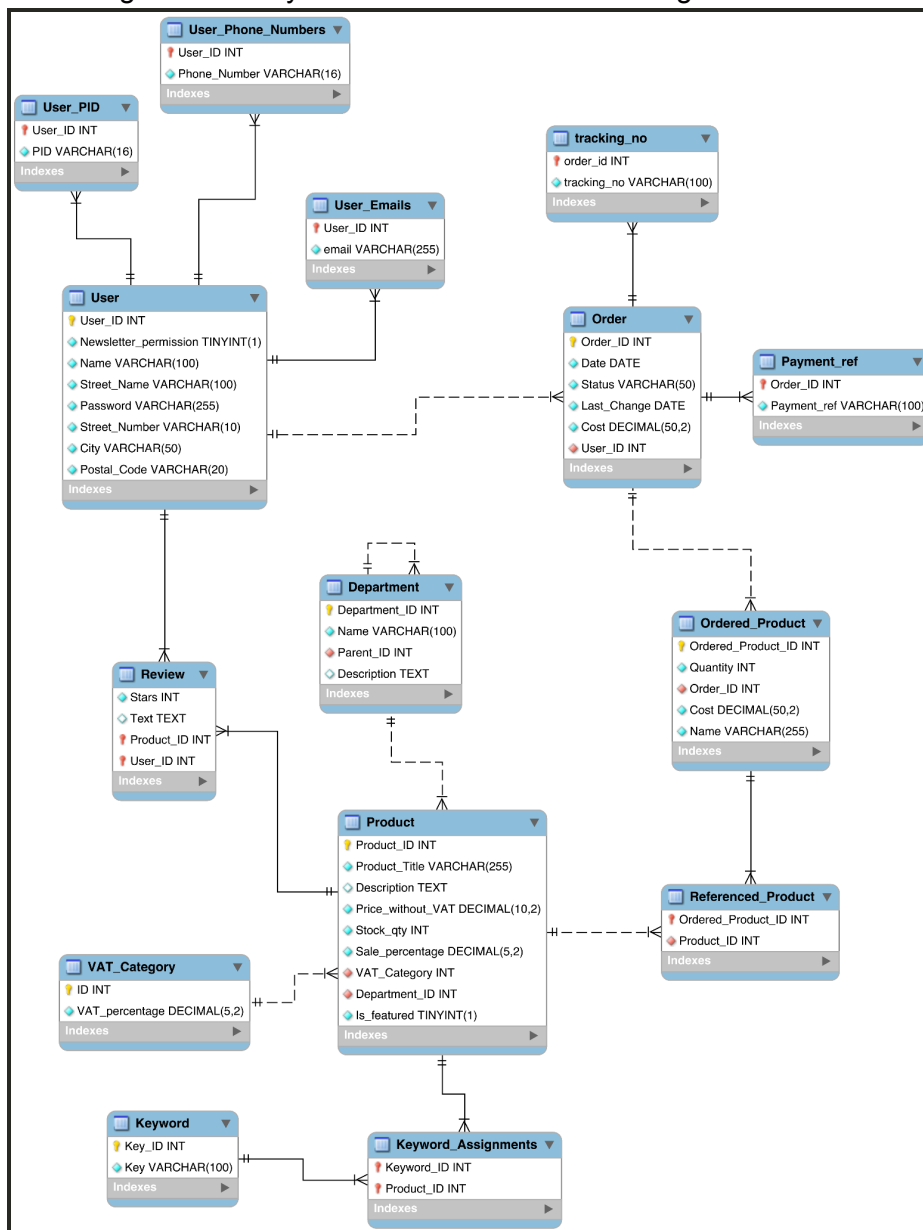 User_Phone_Numbers
User_ID INT
Phone_Number VARCHAR(16)
Indexes
User_PID
User_ID INT
PID VARCHAR(16)
Indexes
tracking_no
order_id INT
tracking_no VARCHAR(100)
Indexes
User_Emails
User_ID INT
email VARCHAR(255)
Indexes
User
User_ID INT
Newsletter_permission TINYINT(1)
Name VARCHAR(100)
Street_Name VARCHAR(100)
Password VARCHAR(255)
Street_Number VARCHAR(10)
City VARCHAR(50)
Postal_Code VARCHAR(20)
Indexes
Order
Order_ID INT
Date DATE
Status VARCHAR(50)
Last_Change DATE
Cost DECIMAL(50,2)
User_ID INT
Indexes
Payment_ref
Order_ID INT
Payment_ref VARCHAR(100)
Indexes
Department
Department_ID INT
Name VARCHAR(100)
Parent_ID INT
Description TEXT
Indexes
Ordered_Product
Ordered_Product_ID INT
Quantity INT
Order_ID INT
Cost DECIMAL(50,2)
Name VARCHAR(255)
Indexes
Review
Stars INT
Text TEXT
Product_ID INT
User_ID INT
Indexes
Product
Product_ID INT
Product_Title VARCHAR(255)
Description TEXT
Price_without_VAT DECIMAL(10,2)
Stock_qty INT
Sale_percentage DECIMAL(5,2)
VAT_Category INT
Department_ID INT
Is_featured TINYINT(1)
Indexes
Referenced_Product
Ordered_Product_ID INT
Product_ID INT
Indexes
VAT_Category
ID INT
VAT_percentage DECIMAL(5,2)
Indexes
Keyword
Key_ID INT
Key VARCHAR(100)
Indexes
Keyword_Assignments
Keyword_ID INT
Product_ID INT
Indexes